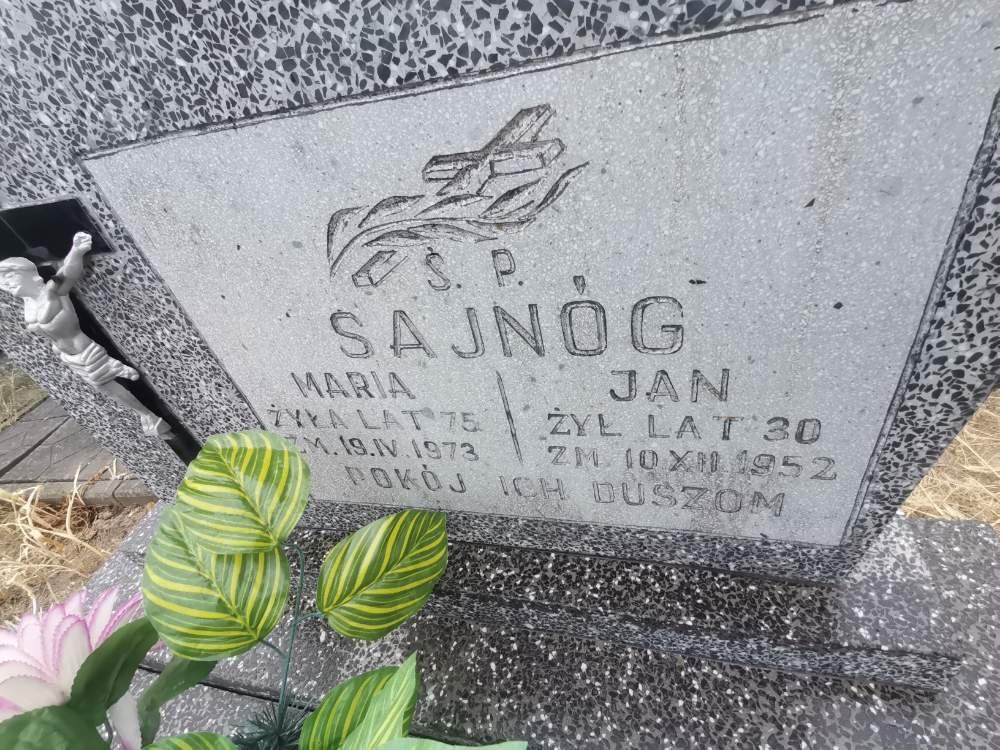 Ś. P.
SAJNÓG
MARIA
ŻYŁA LAT 75
ZM. 19.IV.1973
JAN
ŻYŁ LAT 30
ZM. 10 XII. 1952
POKÓJ ICH DUSZOM